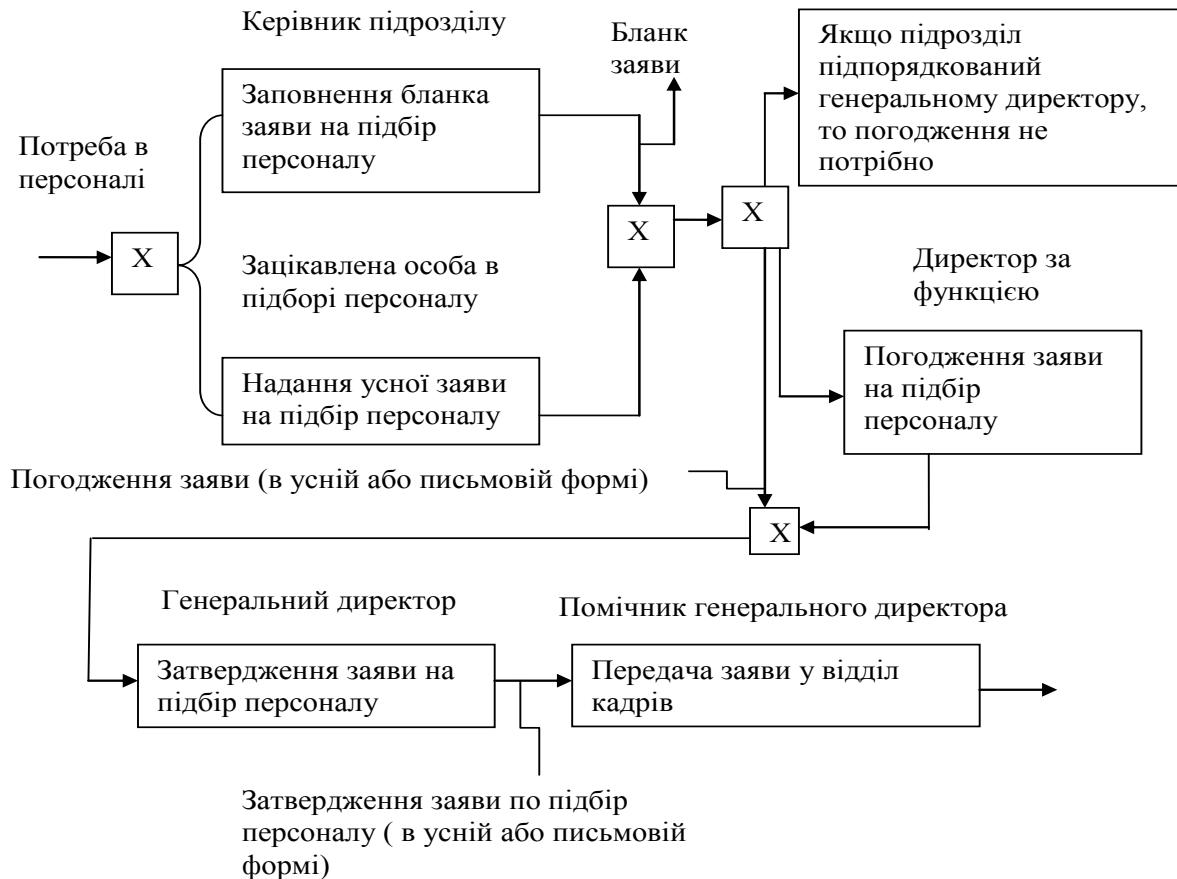 Керівник підрозділу
Бланк
заяви
Якщо підрозділ
підпорядкований
генеральному директору,
то погодження не
потрібно
Заповнення бланка
заяви на підбір
персоналу
Потреба в
персоналі
X
X
X
Зацікавлена особа в
підборі персоналу
Директор за
функцією
Надання усної заяви
на підбір персоналу
Погодження заяви
на підбір
персоналу
Погодження заяви (в усній або письмовій формі)
X
Генеральний директор
Помічник генерального директора
Затвердження заяви на
підбір персоналу
Передача заяви у відділ
кадрів
Затвердження заяви по підбір
персоналу ( в усній або письмовій
формі)